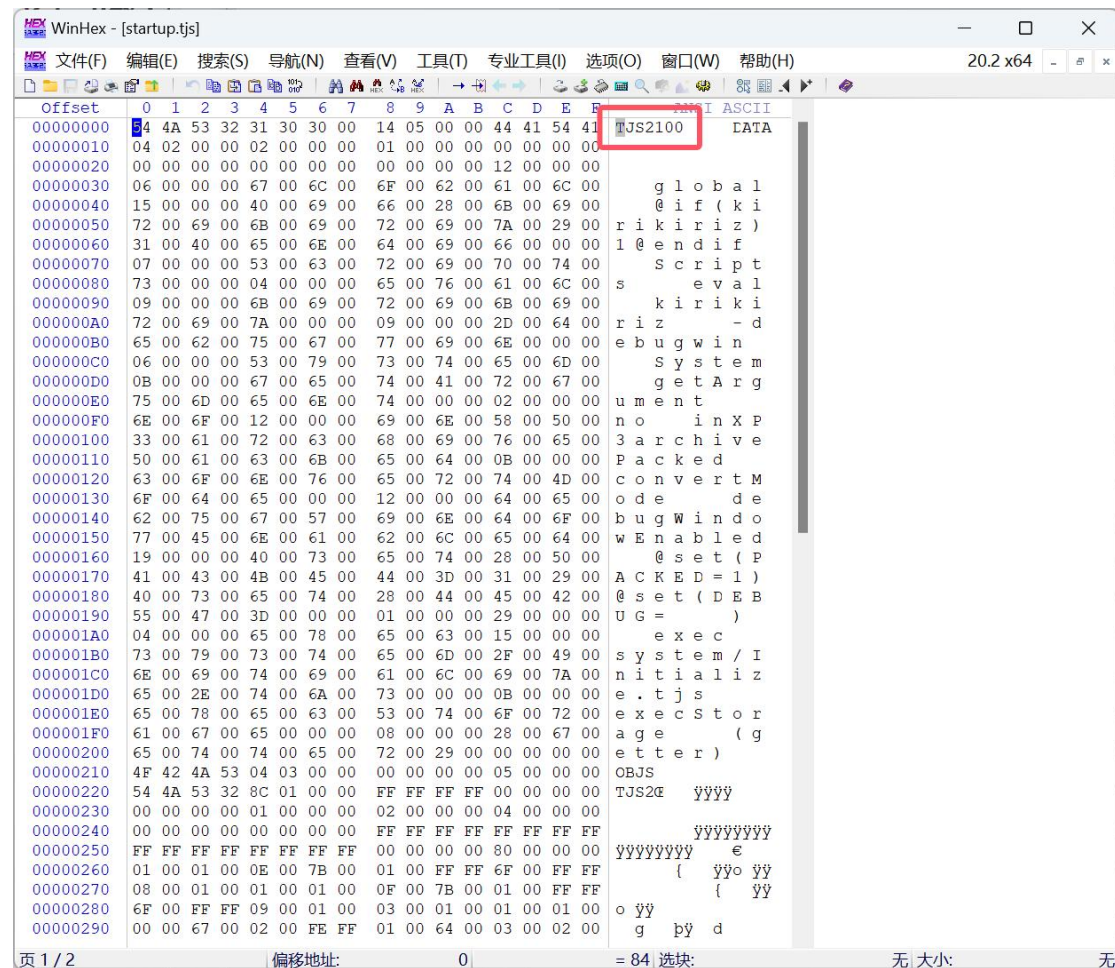 WinHex - [startup.tjs]
文件(F) 编辑(E) 搜索(S) 导航(N) 查看(V) 工具(T) 专业工具(I) 选项(O) 窗口(W) 帮助(H) 20.2 x64
Offset 0 1 2 3 4 5 6 7 8 9 A B C D E F ANSI ASCII
00000000 54 4A 53 32 31 30 30 00 14 05 00 00 44 41 54 41 TJS2100 DATA
00000010 04 02 00 00 02 00 00 00 01 00 00 00 00 00 00 00
00000020 00 00 00 00 00 00 00 00 00 00 00 00 12 00 00 00
00000030 06 00 00 00 67 00 6C 00 6F 00 62 00 61 00 6C 00 g l o b a l
00000040 15 00 00 00 40 00 69 00 66 00 28 00 6B 00 69 00 @ i f ( k i
00000050 72 00 69 00 6B 00 69 00 72 00 69 00 7A 00 29 00 r i k i r i z )
00000060 31 00 40 00 65 00 6E 00 64 00 69 00 66 00 00 00 1 @ e n d i f
00000070 07 00 00 00 53 00 63 00 72 00 69 00 70 00 74 00 S c r i p t
00000080 73 00 00 00 04 00 00 00 65 00 76 00 61 00 6C 00 s e v a l
00000090 09 00 00 00 6B 00 69 00 72 00 69 00 6B 00 69 00 k i r i k i
000000A0 72 00 69 00 7A 00 00 00 09 00 00 00 2D 00 64 00 r i z - d
000000B0 65 00 62 00 75 00 67 00 77 00 69 00 6E 00 00 00 e b u g w i n
000000C0 06 00 00 00 53 00 79 00 73 00 74 00 65 00 6D 00 S y s t e m
000000D0 0B 00 00 00 67 00 65 00 74 00 41 00 72 00 67 00 g e t A r g
000000E0 75 00 6D 00 65 00 6E 00 74 00 00 00 02 00 00 00 u m e n t
000000F0 6E 00 6F 00 12 00 00 00 69 00 6E 00 58 00 50 00 n o i n X P
00000100 33 00 61 00 72 00 63 00 68 00 69 00 76 00 65 00 3 a r c h i v e
00000110 50 00 61 00 63 00 6B 00 65 00 64 00 0B 00 00 00 P a c k e d
00000120 63 00 6F 00 6E 00 76 00 65 00 72 00 74 00 4D 00 c o n v e r t M
00000130 6F 00 64 00 65 00 00 00 12 00 00 00 64 00 65 00 o d e d e
00000140 62 00 75 00 67 00 57 00 69 00 6E 00 64 00 6F 00 b u g W i n d o
00000150 77 00 45 00 6E 00 61 00 62 00 6C 00 65 00 64 00 w E n a b l e d
00000160 19 00 00 00 40 00 73 00 65 00 74 00 28 00 50 00 @ s e t ( P
00000170 41 00 43 00 4B 00 45 00 44 00 3D 00 31 00 29 00 A C K E D = 1 )
00000180 40 00 73 00 65 00 74 00 28 00 44 00 45 00 42 00 @ s e t ( D E B
00000190 55 00 47 00 3D 00 00 00 01 00 00 00 29 00 00 00 U G = )
000001A0 04 00 00 00 65 00 78 00 65 00 63 00 15 00 00 00 e x e c
000001B0 73 00 79 00 73 00 74 00 65 00 6D 00 2F 00 49 00 s y s t e m / I
000001C0 6E 00 69 00 74 00 69 00 61 00 6C 00 69 00 7A 00 n i t i a l i z
000001D0 65 00 2E 00 74 00 6A 00 73 00 00 00 0B 00 00 00 e . t j s
000001E0 65 00 78 00 65 00 63 00 53 00 74 00 6F 00 72 00 e x e c S t o r
000001F0 61 00 67 00 65 00 00 00 08 00 00 00 28 00 67 00 a g e ( g
00000200 65 00 74 00 74 00 65 00 72 00 29 00 00 00 00 00 e t t e r )
00000210 4F 42 4A 53 04 03 00 00 00 00 00 00 05 00 00 00 OBJS
00000220 54 4A 53 32 8C 01 00 00 FF FF FF FF 00 00 00 00 TJS2Œ ÿÿÿÿ
00000230 00 00 00 00 01 00 00 00 02 00 00 00 04 00 00 00
00000240 00 00 00 00 00 00 00 00 FF FF FF FF FF FF FF FF ÿÿÿÿÿÿÿÿ
00000250 FF FF FF FF FF FF FF FF 00 00 00 00 80 00 00 00 ÿÿÿÿÿÿÿÿ €
00000260 01 00 01 00 0E 00 7B 00 01 00 FF FF 6F 00 FF FF { ÿÿo ÿÿ
00000270 08 00 01 00 01 00 01 00 0F 00 7B 00 01 00 FF FF { ÿÿ
00000280 6F 00 FF FF 09 00 01 00 03 00 01 00 01 00 01 00 o ÿÿ
00000290 00 00 67 00 02 00 FE FF 01 00 64 00 03 00 02 00 g þÿ d
页 1 / 2 偏移地址: 0 = 84 选块: 无 大小: 无